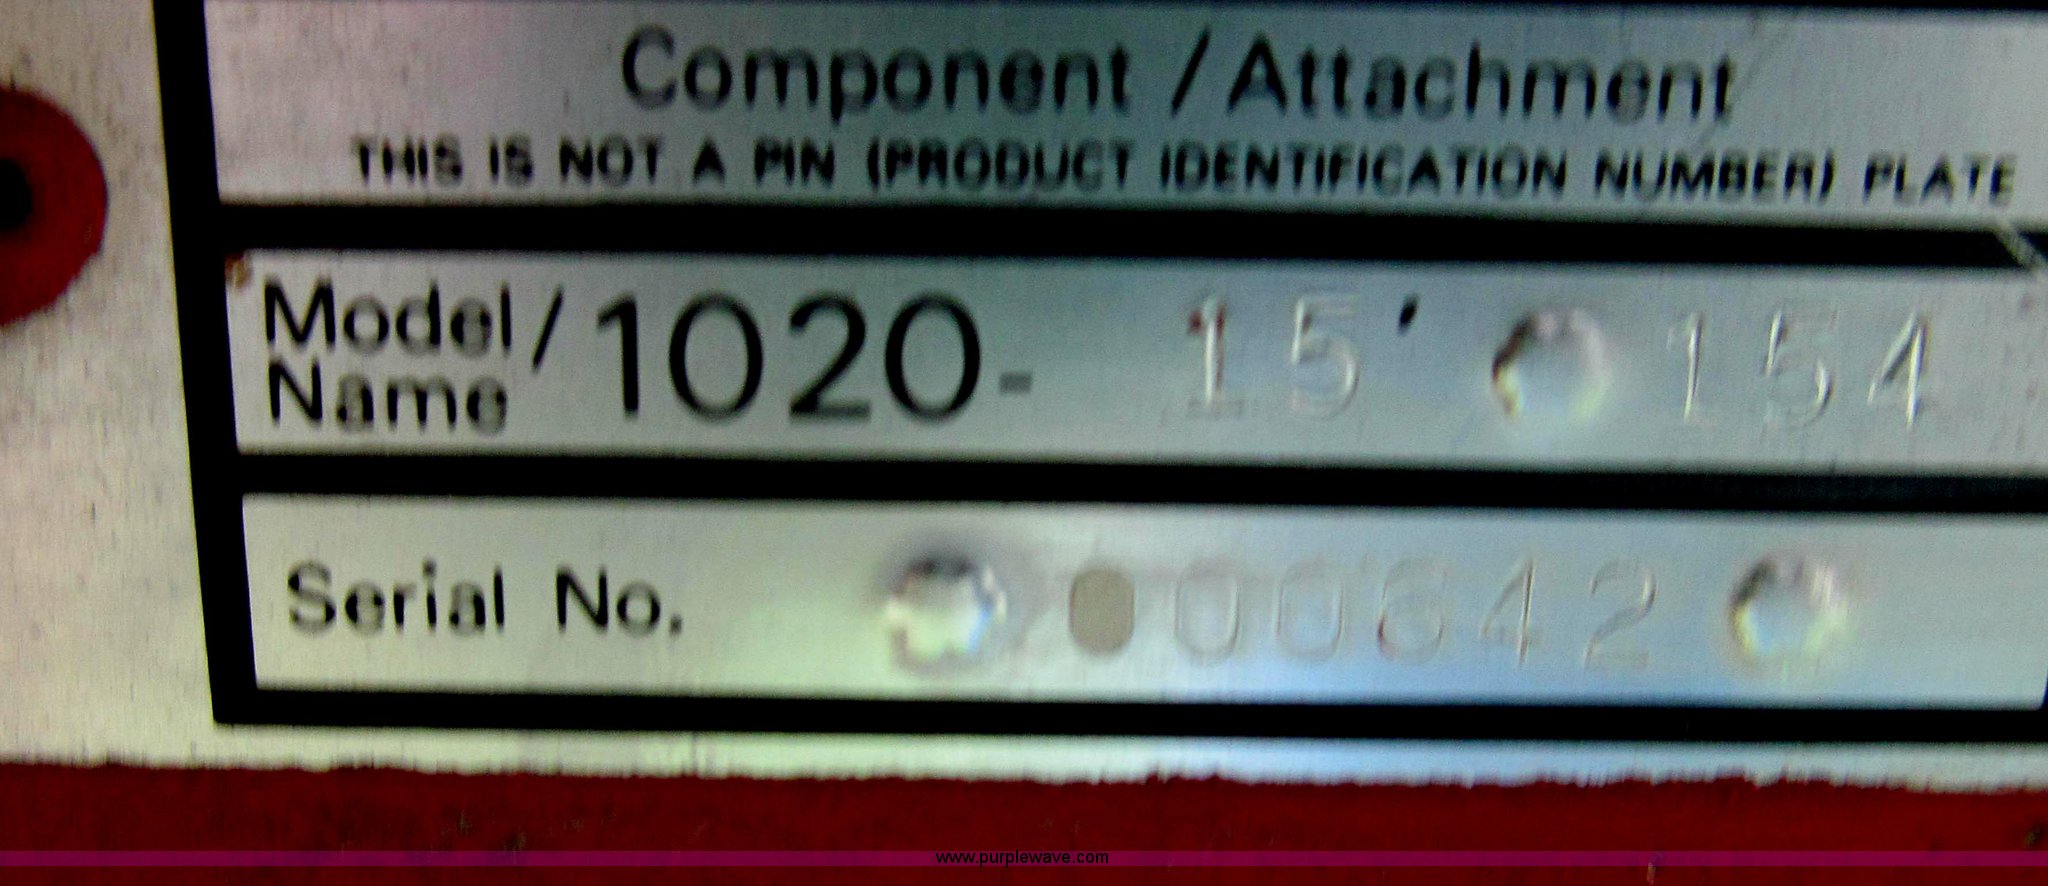 Component / Attachment
THIS IS NOT A PIN (PRODUCT IDENTIFICATION NUMBER) PLATE
Model/Name 1020- 15' 154
Serial No. 00642
www.purplewave.com